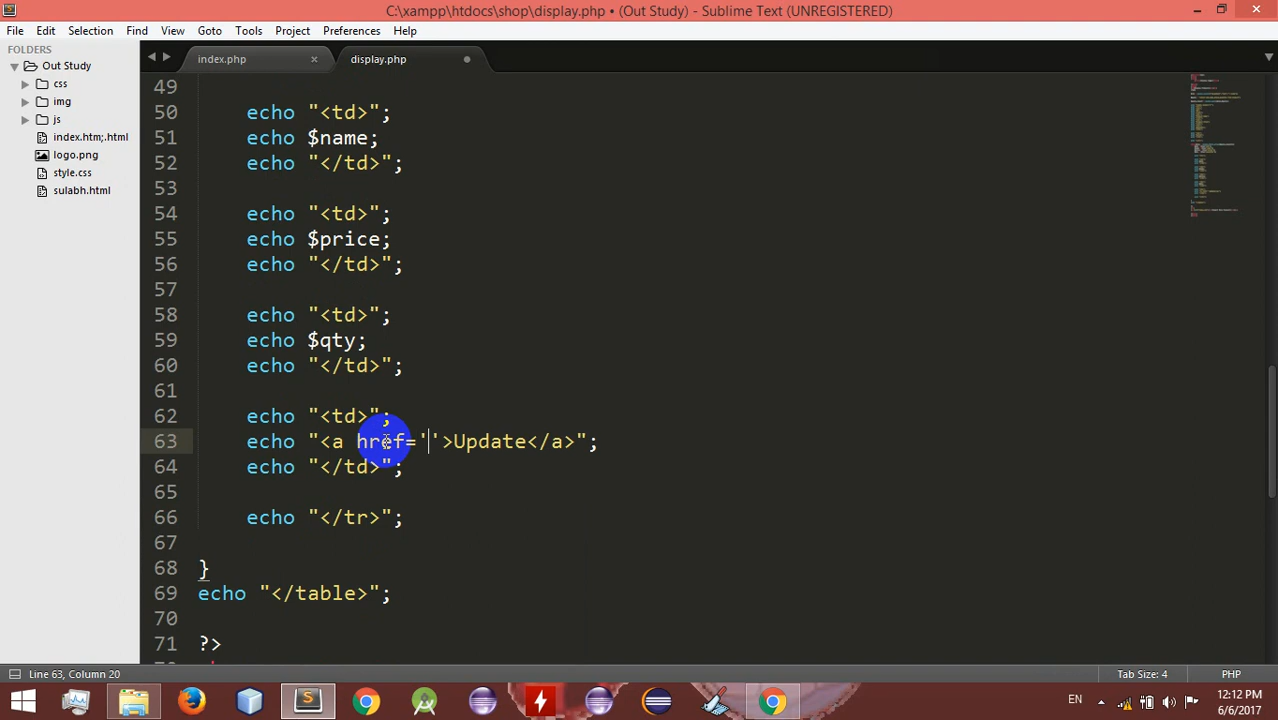 C:\xampp\htdocs\shop\display.php • (Out Study) - Sublime Text (UNREGISTERED)
File Edit Selection Find View Goto Tools Project Preferences Help
FOLDERS
Out Study
css
img
js
index.htm;.html
logo.png
style.css
sulabh.html
index.php
display.php
49
50 echo "<td>";
51 echo $name;
52 echo "</td>";
53
54 echo "<td>";
55 echo $price;
56 echo "</td>";
57
58 echo "<td>";
59 echo $qty;
60 echo "</td>";
61
62 echo "<td>";
63 echo "<a href=''>Update</a>";
64 echo "</td>";
65
66 echo "</tr>";
67
68 }
69 echo "</table>";
70
71 ?>
Line 63, Column 20
Tab Size: 4
PHP
EN
12:12 PM
6/6/2017